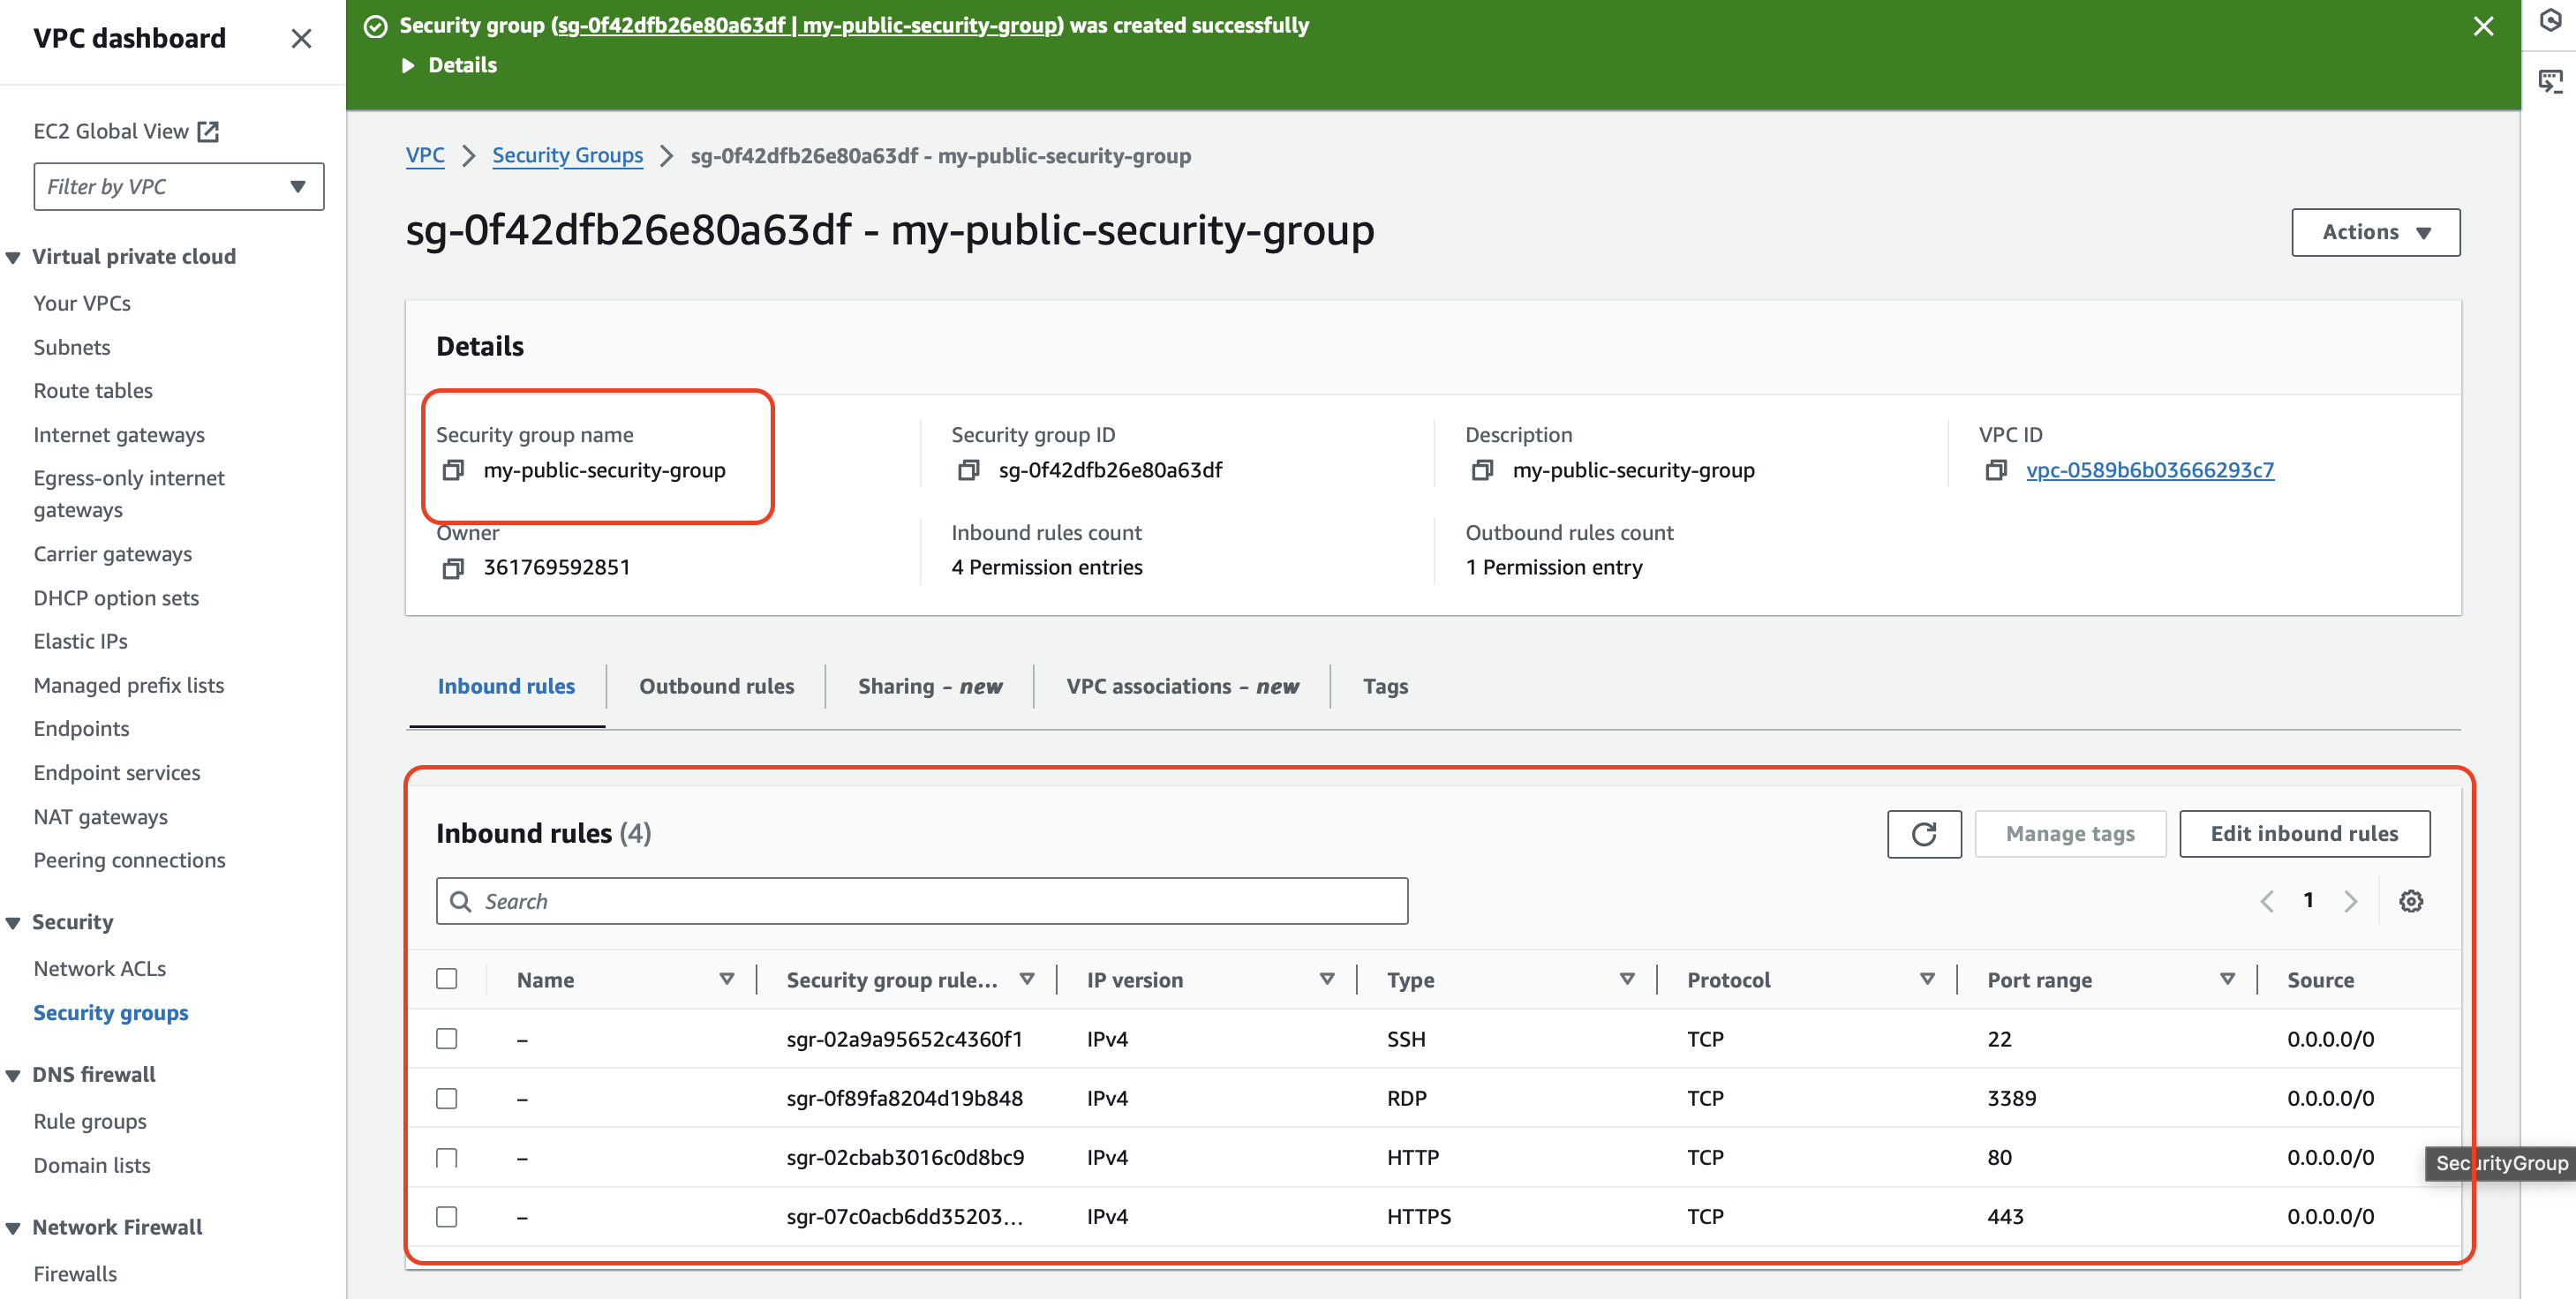 VPC dashboard
EC2 Global View
Filter by VPC
Virtual private cloud
Your VPCs
Subnets
Route tables
Internet gateways
Egress-only internet
gateways
Carrier gateways
DHCP option sets
Elastic IPs
Managed prefix lists
Endpoints
Endpoint services
NAT gateways
Peering connections
Security
Network ACLs
Security groups
DNS firewall
Rule groups
Domain lists
Network Firewall
Firewalls
Security group (sg-0f42dfb26e80a63df | my-public-security-group) was created successfully
Details
VPC > Security Groups > sg-0f42dfb26e80a63df - my-public-security-group
sg-0f42dfb26e80a63df - my-public-security-group
Actions
Details
Security group name
my-public-security-group
Security group ID
sg-0f42dfb26e80a63df
Description
my-public-security-group
VPC ID
vpc-0589b6b03666293c7
Owner
361769592851
Inbound rules count
4 Permission entries
Outbound rules count
1 Permission entry
Inbound rules Outbound rules Sharing - new VPC associations - new Tags
Inbound rules (4)
Manage tags Edit inbound rules
Search
1
Name Security group rule... IP version Type Protocol Port range Source
– sgr-02a9a95652c4360f1 IPv4 SSH TCP 22 0.0.0.0/0
– sgr-0f89fa8204d19b848 IPv4 RDP TCP 3389 0.0.0.0/0
– sgr-02cbab3016c0d8bc9 IPv4 HTTP TCP 80 0.0.0.0/0
SecurityGroup
– sgr-07c0acb6dd35203... IPv4 HTTPS TCP 443 0.0.0.0/0